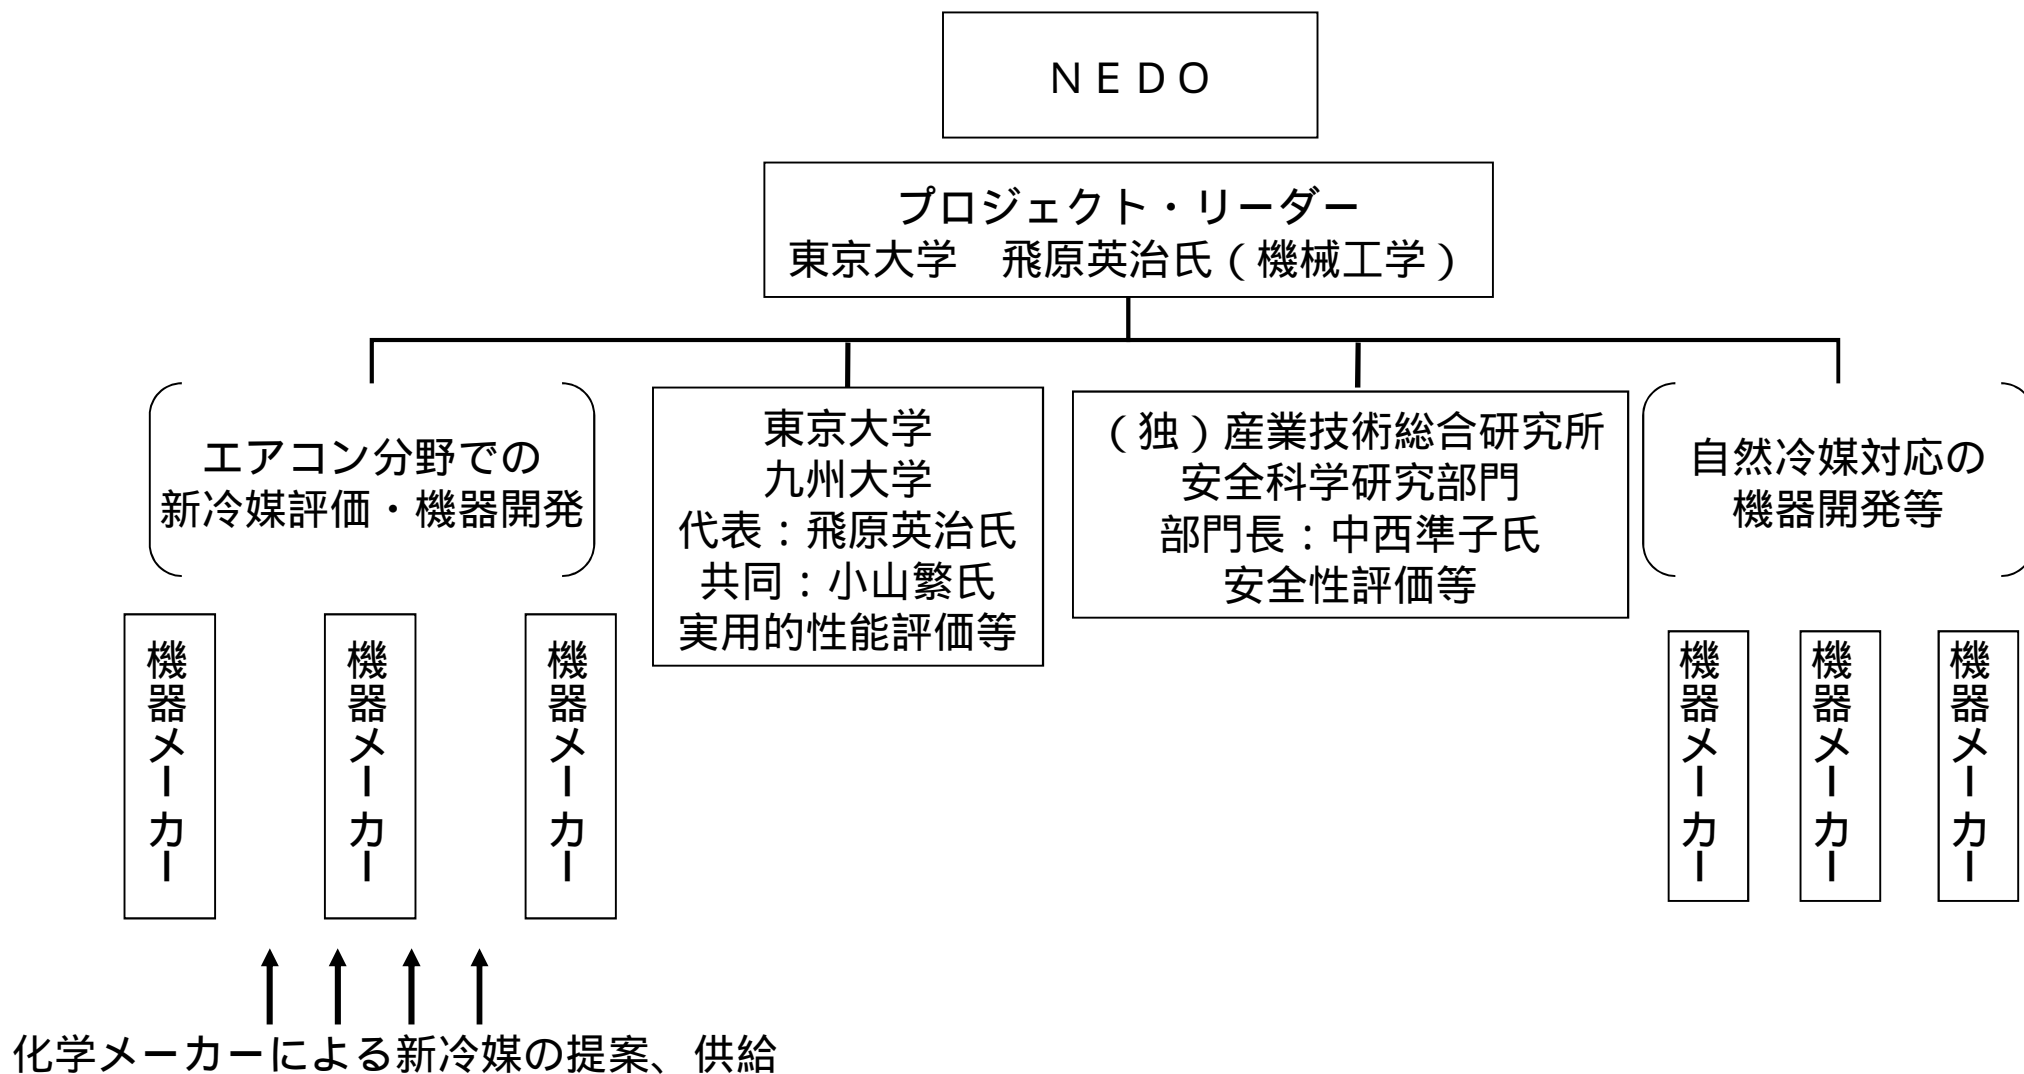 ＮＥＤＯ
プロジェクト・リーダー
東京大学　飛原英治氏（機械工学）
エアコン分野での
新冷媒評価・機器開発
東京大学
九州大学
代表：飛原英治氏
共同：小山繁氏
実用的性能評価等
（独）産業技術総合研究所
安全科学研究部門
部門長：中西準子氏
安全性評価等
自然冷媒対応の
機器開発等
機器メーカー
機器メーカー
機器メーカー
機器メーカー
機器メーカー
機器メーカー
化学メーカーによる新冷媒の提案、供給